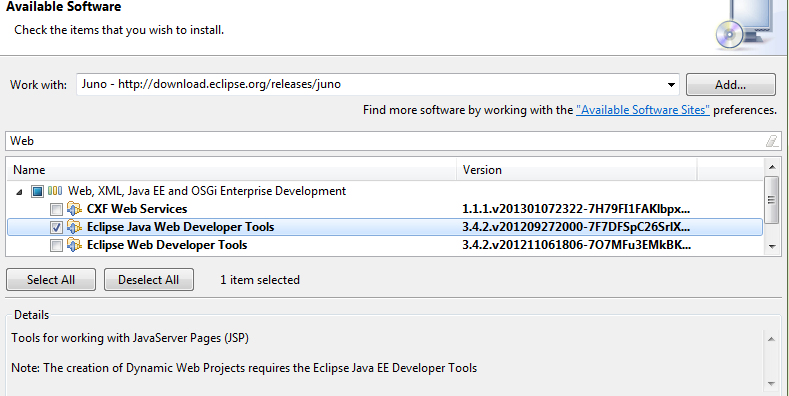 Available Software
Check the items that you wish to install.
Work with: Juno - http://download.eclipse.org/releases/juno Add...
Find more software by working with the "Available Software Sites" preferences.
Web
Name Version
Web, XML, Java EE and OSGi Enterprise Development
CXF Web Services 1.1.1.v201301072322-7H79FI1FAKIbpx...
Eclipse Java Web Developer Tools 3.4.2.v201209272000-7F7DFSpC26SrIX...
Eclipse Web Developer Tools 3.4.2.v201211061806-7O7MFu3EMkBK...
Select All Deselect All 1 item selected
Details
Tools for working with JavaServer Pages (JSP)
Note: The creation of Dynamic Web Projects requires the Eclipse Java EE Developer Tools